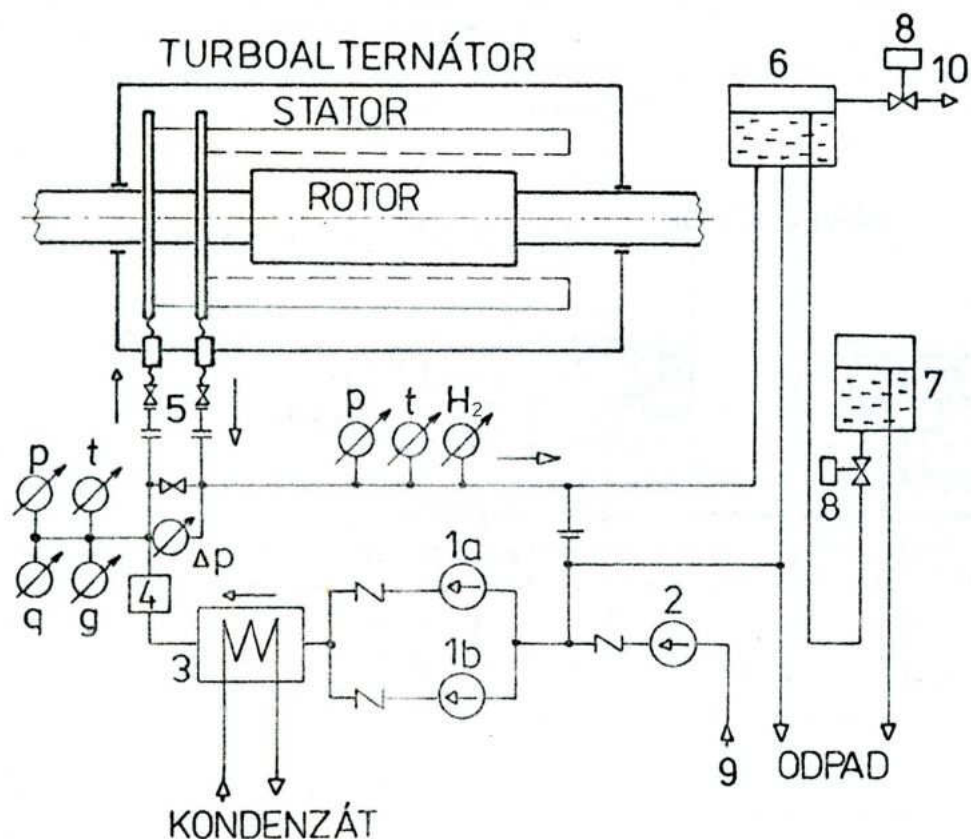 TURBOALTERNÁTOR
STATOR
ROTOR
8
6
10
7
8
5
p
t
H₂
p
t
Δp
q
g
4
1a
1b
2
3
9
ODPAD
KONDENZÁT